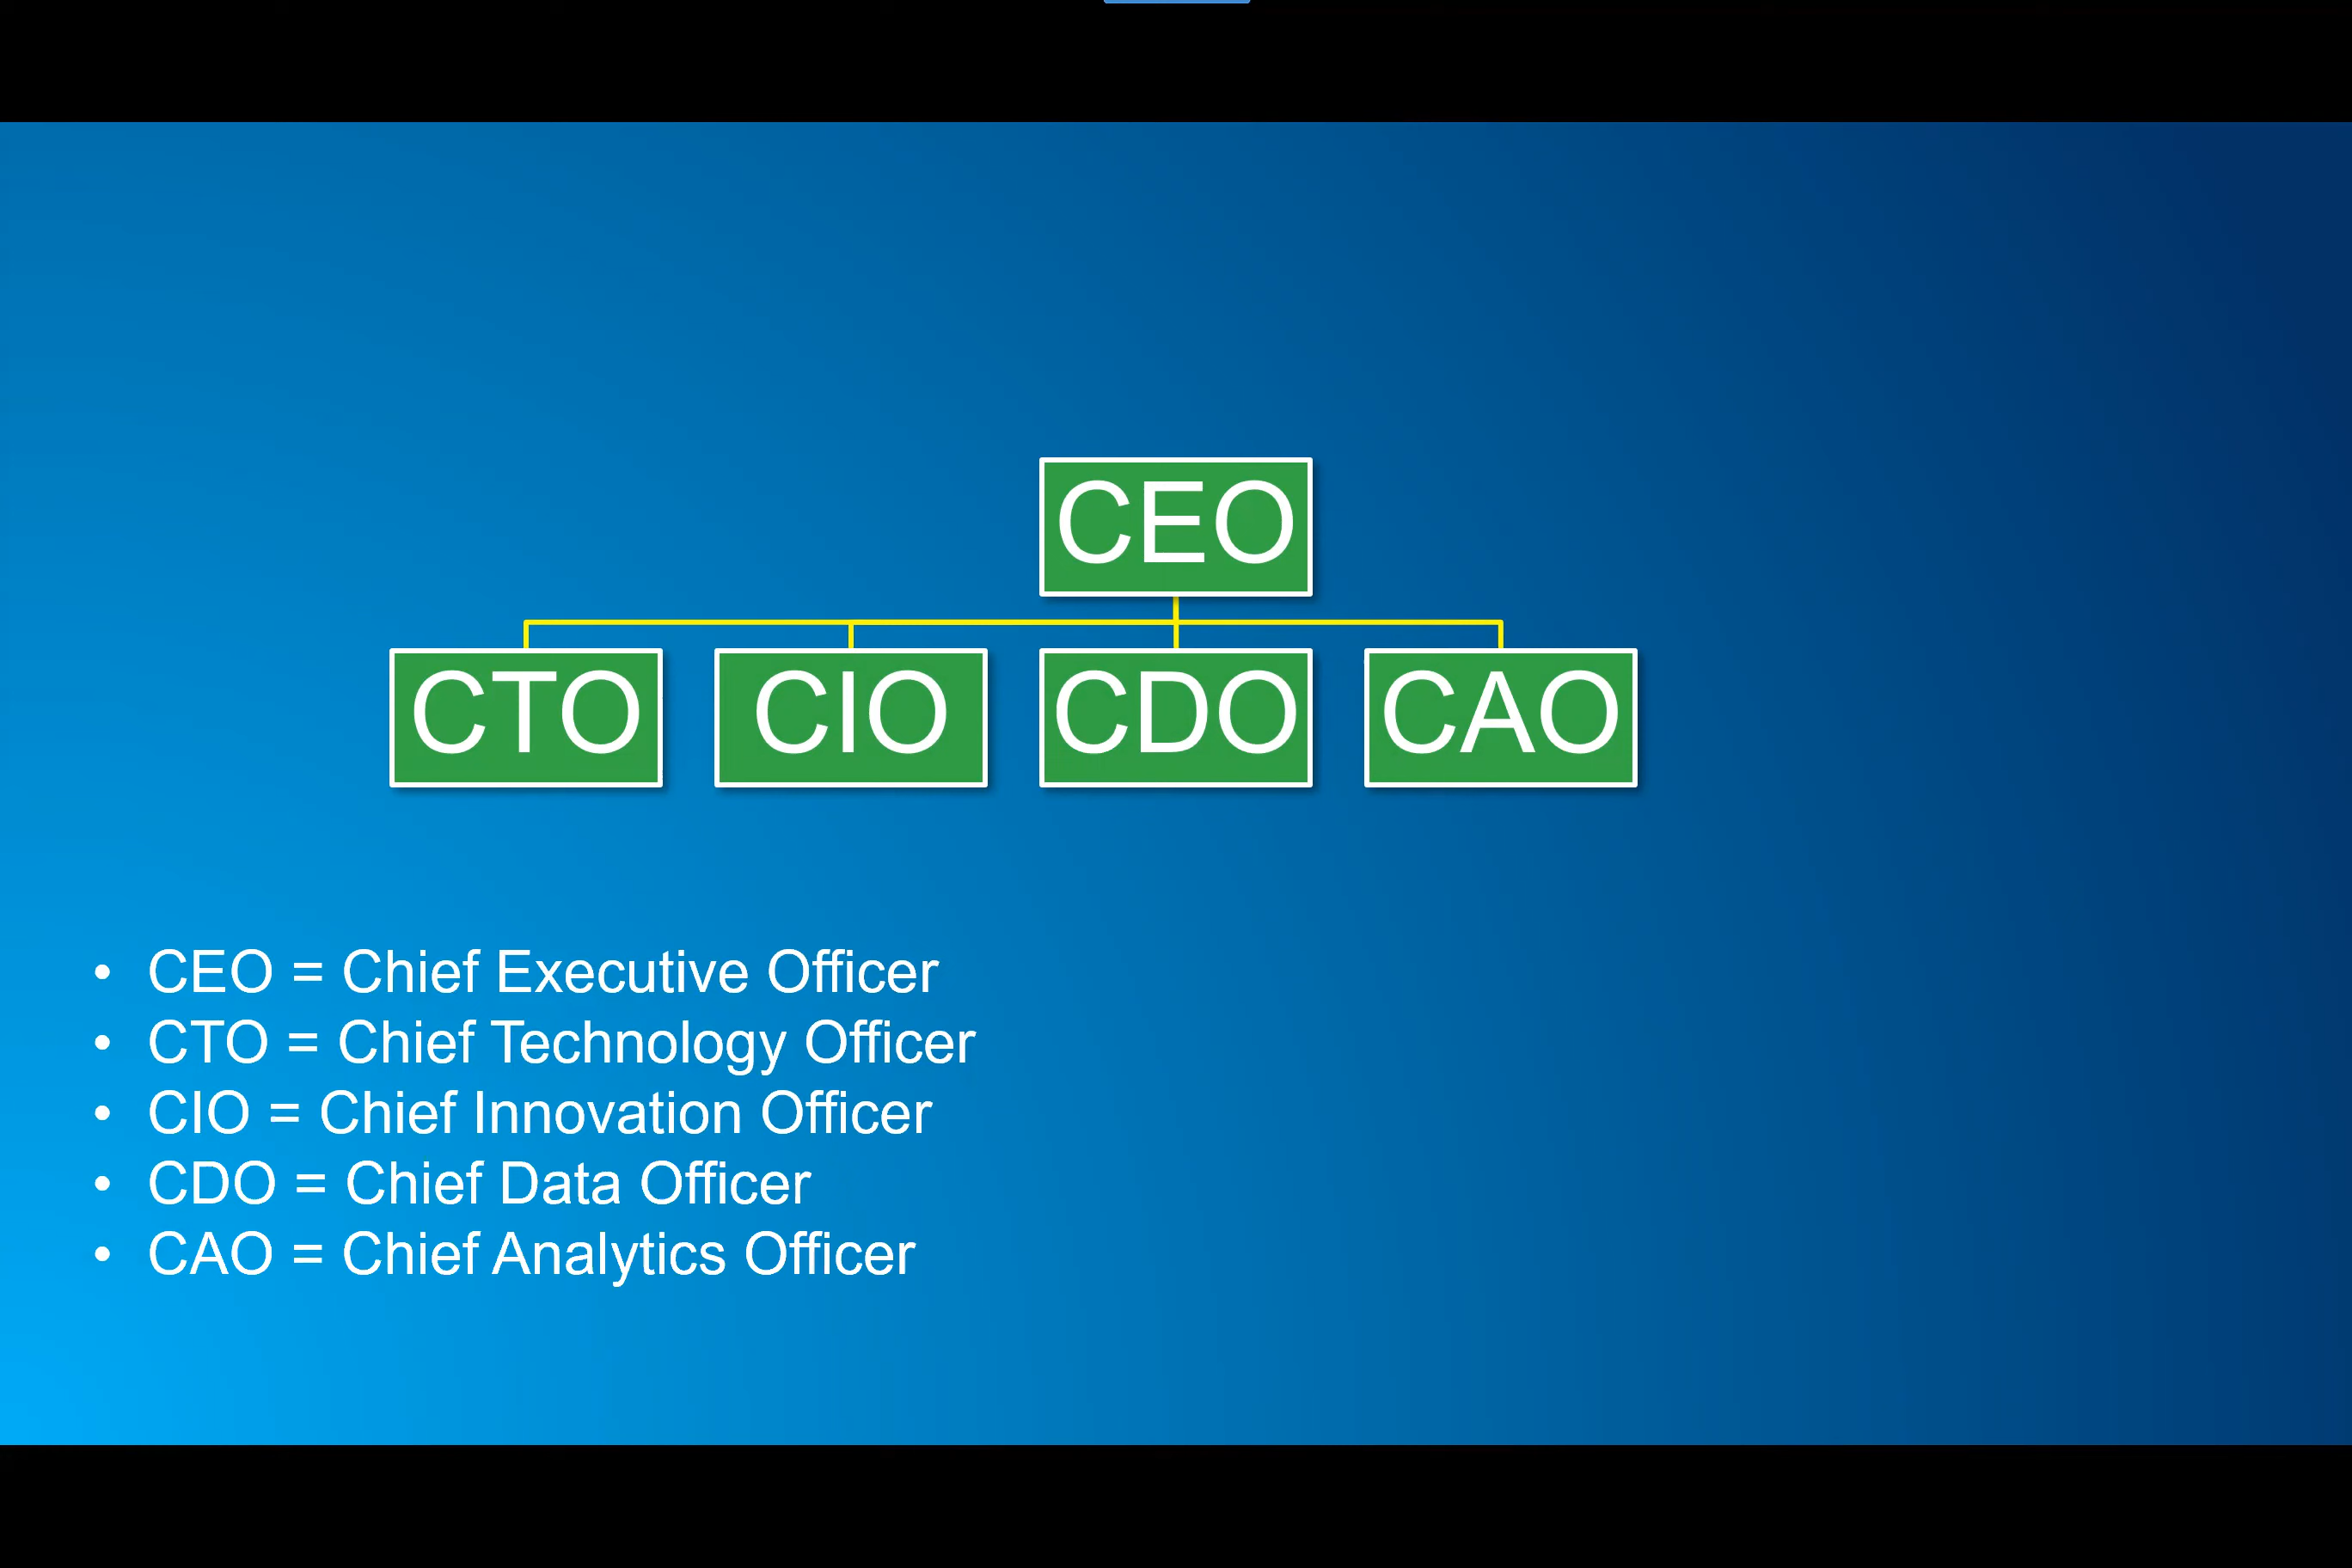 CEO
CTO CIO CDO CAO
• CEO = Chief Executive Officer
• CTO = Chief Technology Officer
• CIO = Chief Innovation Officer
• CDO = Chief Data Officer
• CAO = Chief Analytics Officer